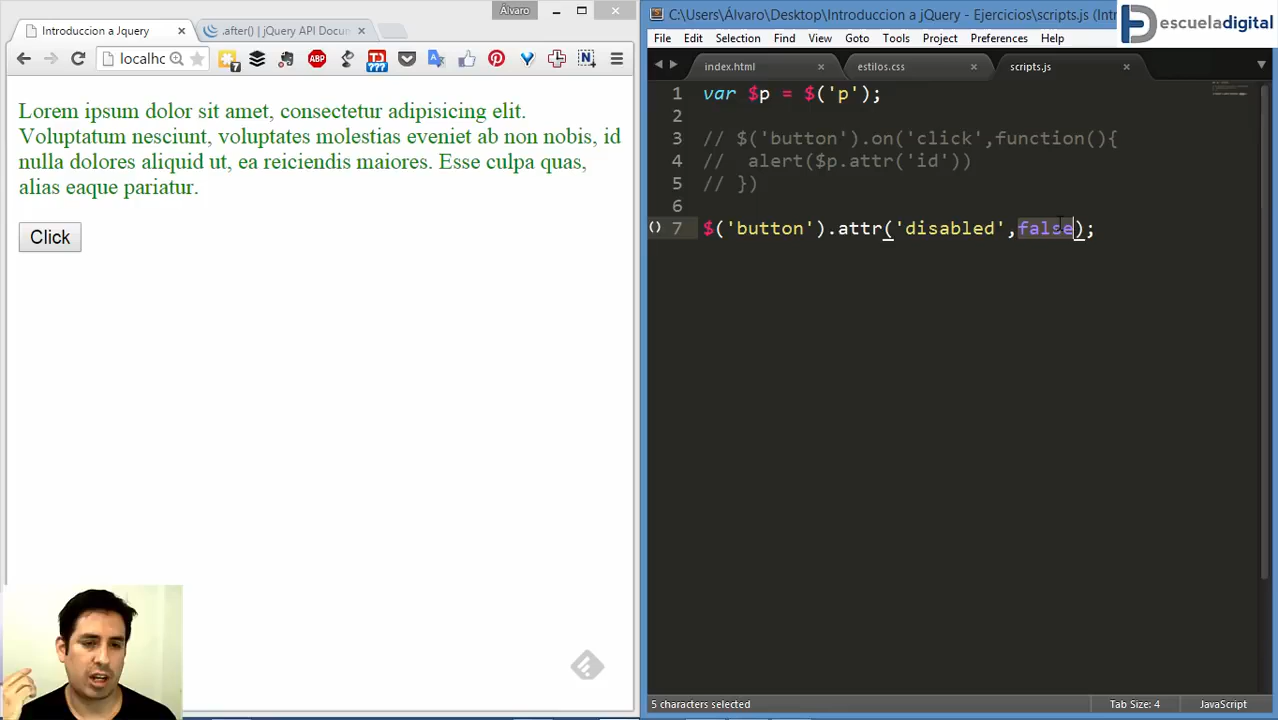 Álvaro
Introduccion a Jquery
.after() | jQuery API Docum
localhc
Lorem ipsum dolor sit amet, consectetur adipisicing elit.
Voluptatum nesciunt, voluptates molestias eveniet ab non nobis, id
nulla dolores aliquid ut, ea reiciendis maiores. Esse culpa quas,
alias eaque pariatur.
Click
C:\Users\Álvaro\Desktop\Introduccion a jQuery - Ejercicios\scripts.js (Intr
escueladigital
File Edit Selection Find View Goto Tools Project Preferences Help
index.html
estilos.css
scripts.js
1 var $p = $('p');
2
3 // $('button').on('click',function(){
4 //  alert($p.attr('id'))
5 // })
6
7 $('button').attr('disabled',false);
5 characters selected
Tab Size: 4
JavaScript